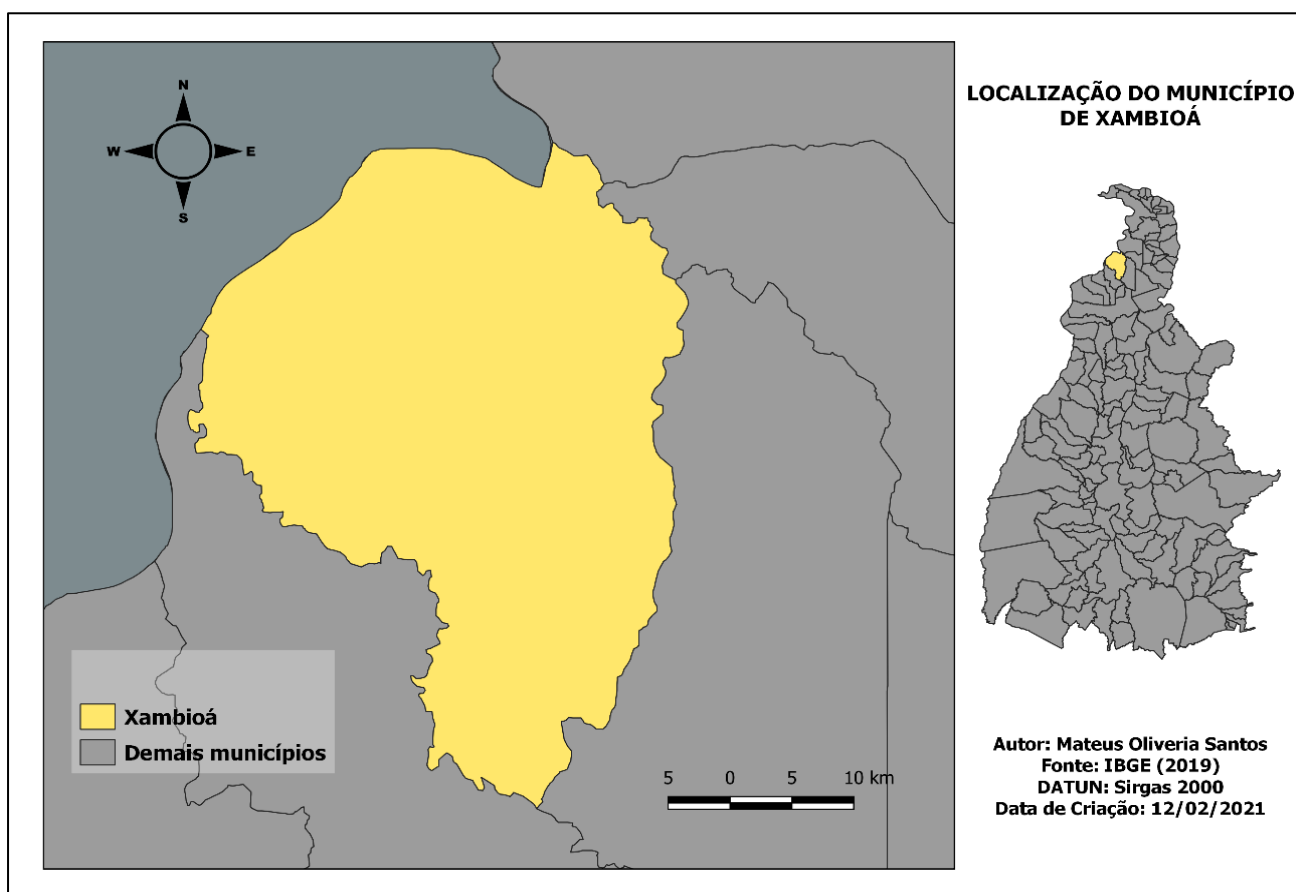 LOCALIZAÇÃO DO MUNICÍPIO
DE XAMBIOÁ
N
W
E
S
Xambioá
Demais municípios
5 0 5 10 km
Autor: Mateus Oliveria Santos
Fonte: IBGE (2019)
DATUN: Sirgas 2000
Data de Criação: 12/02/2021